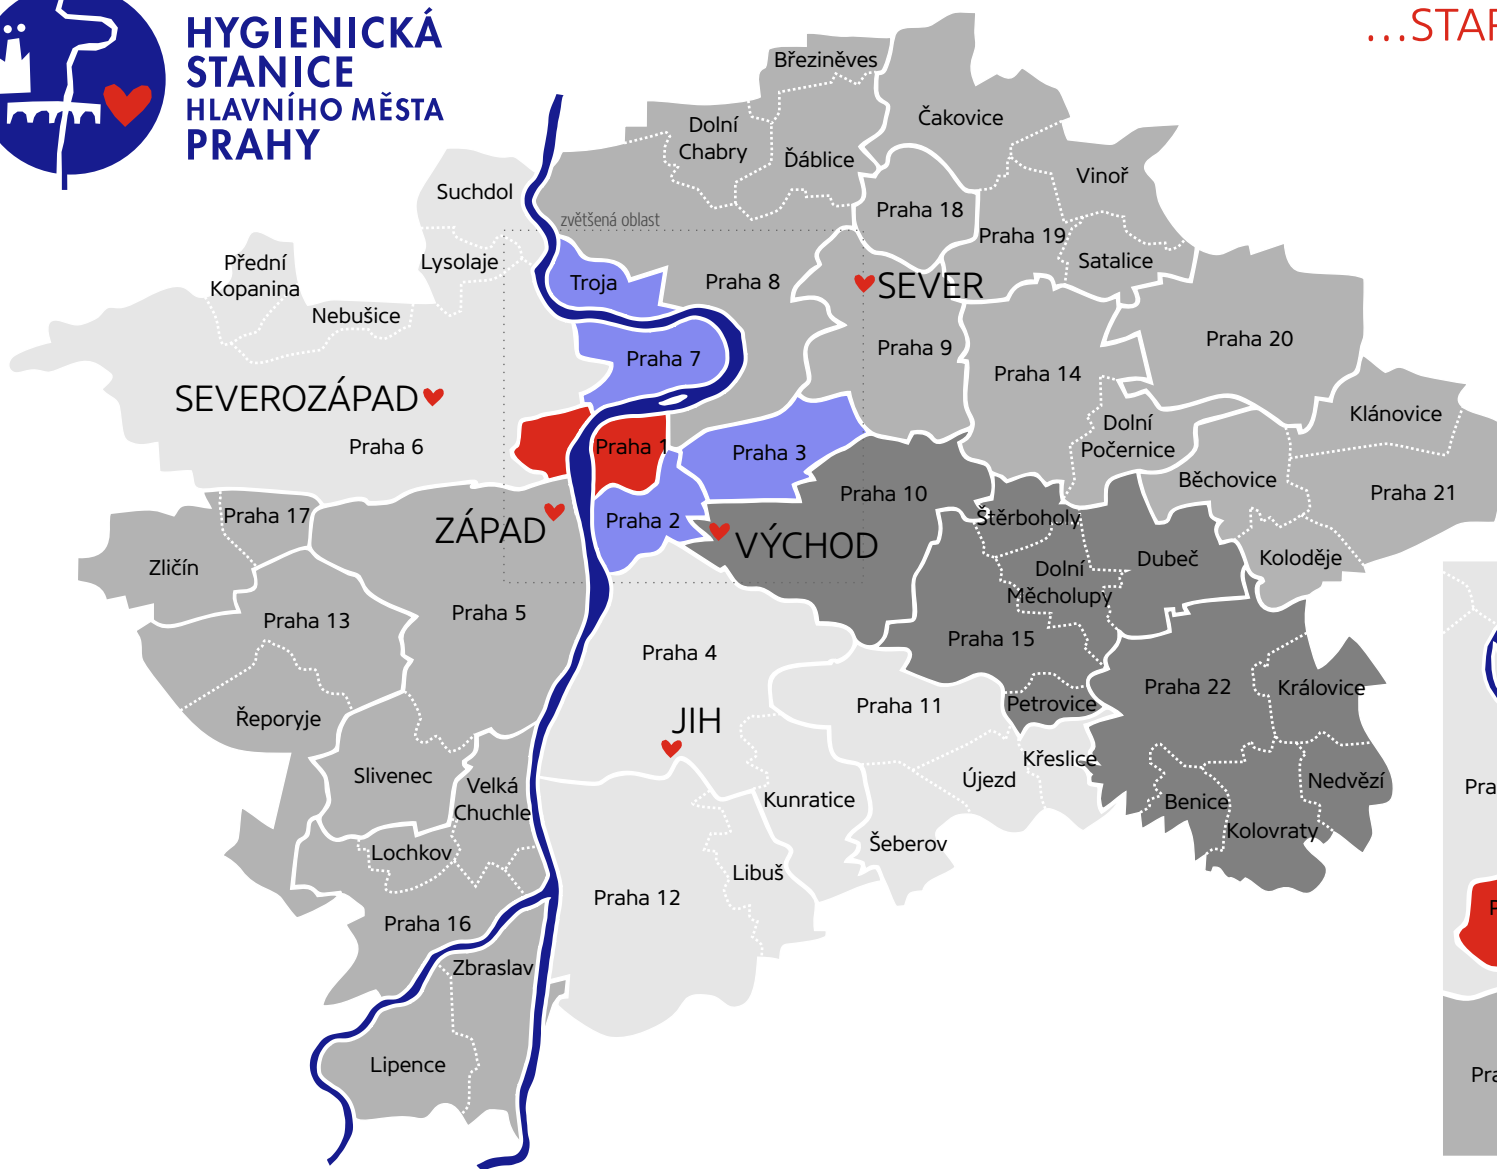 HYGIENICKÁ
STANICE
HLAVNÍHO MĚSTA
PRAHY
...STAR
Březiněves
Čakovice
Dolní
Chabry
Ďáblice
Vinoř
Suchdol
Praha 18
zvětšená oblast
Praha 19
Lysolaje
Přední
Kopanina
Satalice
Troja
Praha 8
SEVER
Nebušice
Praha 20
Praha 9
Praha 7
Praha 14
SEVEROZÁPAD
Klánovice
Dolní
Počernice
Praha 6
Praha 1
Praha 3
Běchovice
Praha 21
Praha 10
Praha 17
Praha 2
Štěrboholy
ZÁPAD
VÝCHOD
Koloděje
Dubeč
Zličín
Dolní
Měcholupy
Praha 5
Praha 13
Praha 15
Praha 4
Praha 22
Královice
Petrovice
Praha 11
Řeporyje
JIH
Křeslice
Slivenec
Újezd
Nedvězí
Velká
Chuchle
Kunratice
Benice
Pra
Kolovraty
Šeberov
Lochkov
Libuš
Praha 12
P
Praha 16
Zbraslav
Lipence
Pra